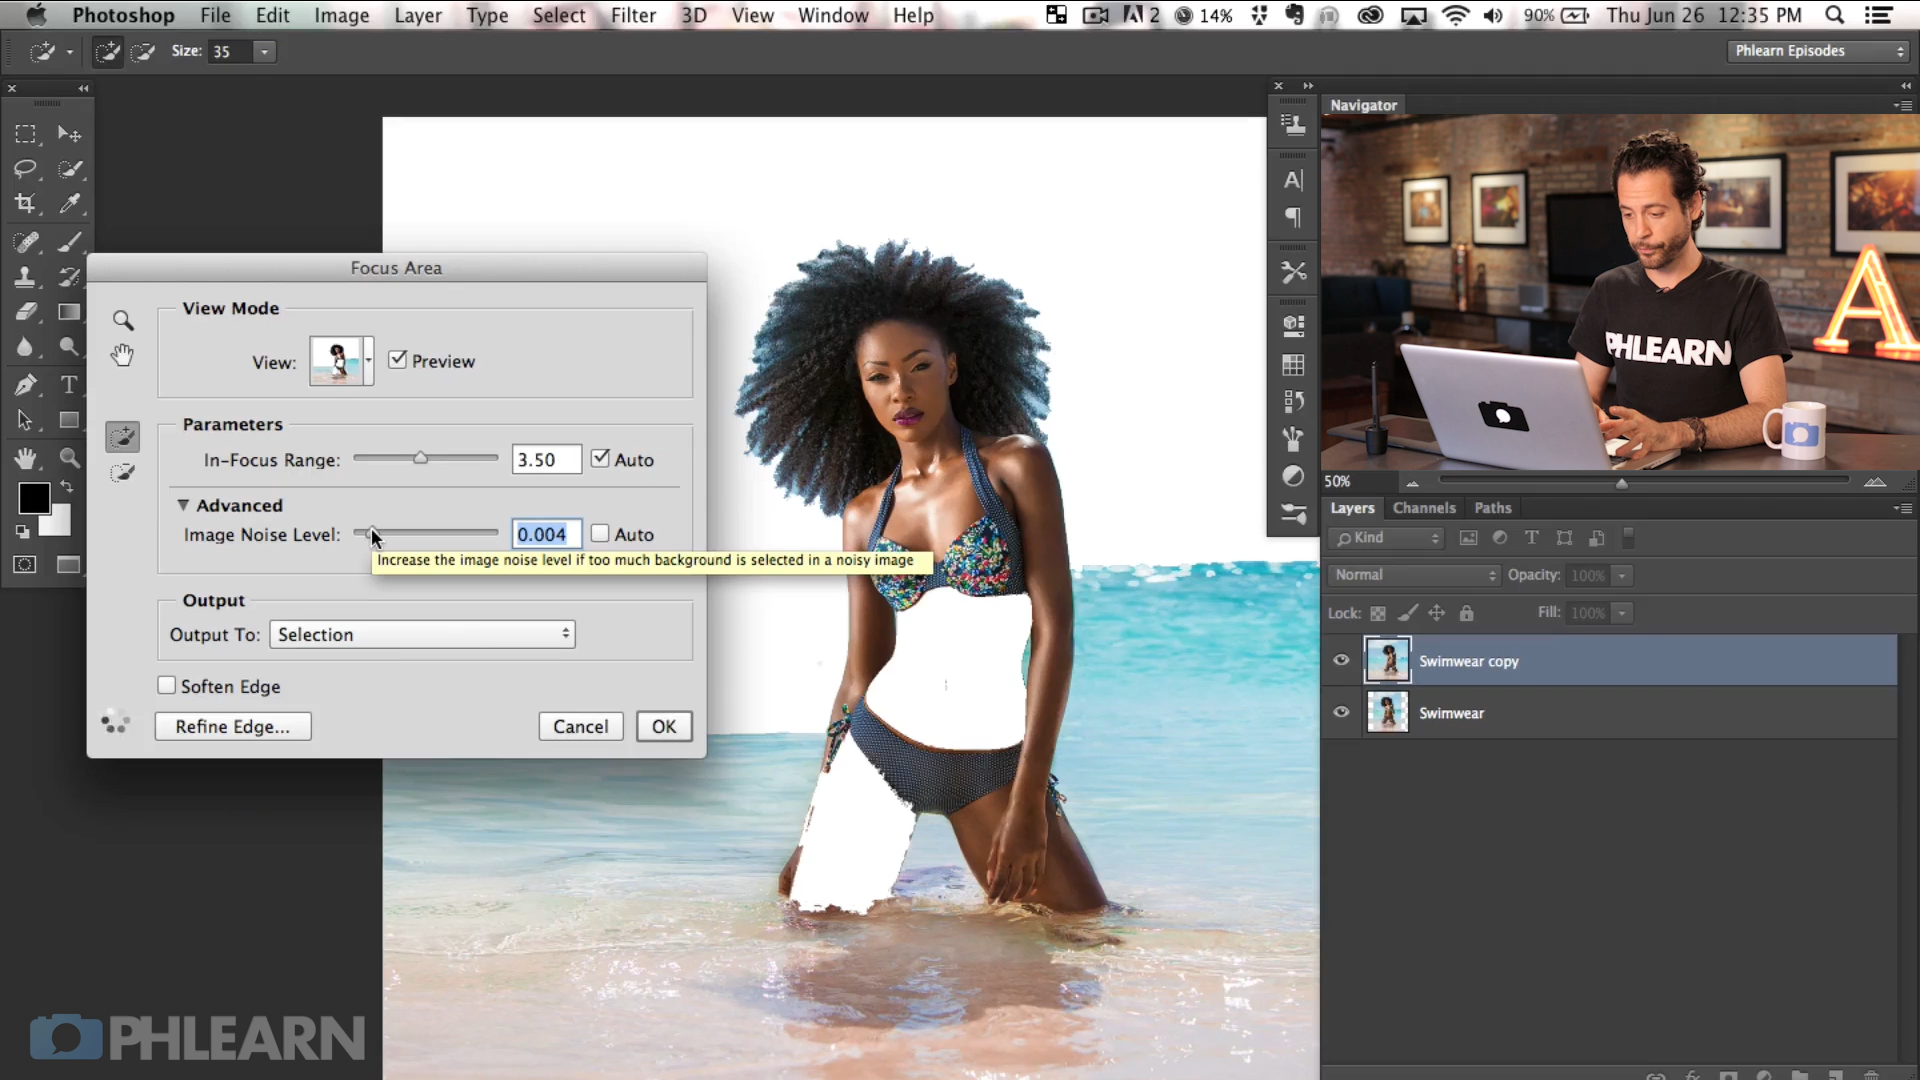 Photoshop File Edit Image Layer Type Select Filter 3D View Window Help 2 14% 90% Thu Jun 26 12:35 PM
Size: 35
Phlearn Episodes
Navigator
PHLEARN
A
50%
Focus Area
View Mode
View: Preview
Parameters
In-Focus Range: 3.50 Auto
Advanced
Image Noise Level: 0.004 Auto
Increase the image noise level if too much background is selected in a noisy image
Output
Output To: Selection
Soften Edge
Refine Edge... Cancel OK
Layers Channels Paths
Kind
Normal Opacity: 100%
Lock: Fill: 100%
Swimwear copy
Swimwear
PHLEARN